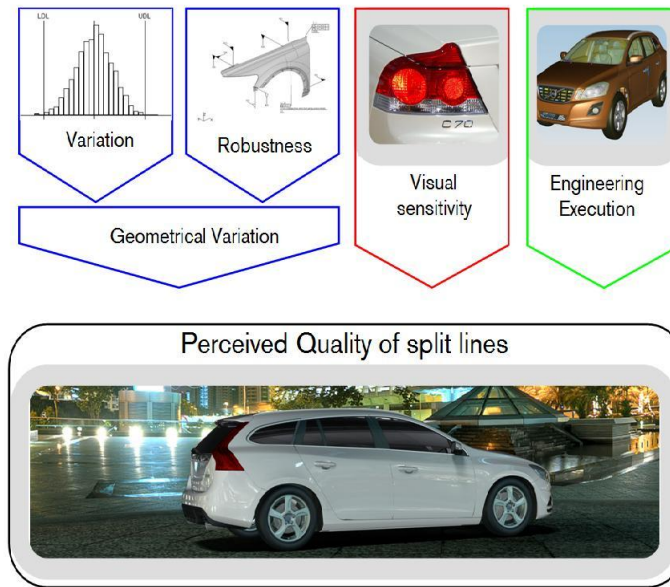 LDL
UDL
Variation
Robustness
C70
Visual
sensitivity
Engineering
Execution
Geometrical Variation
Perceived Quality of split lines